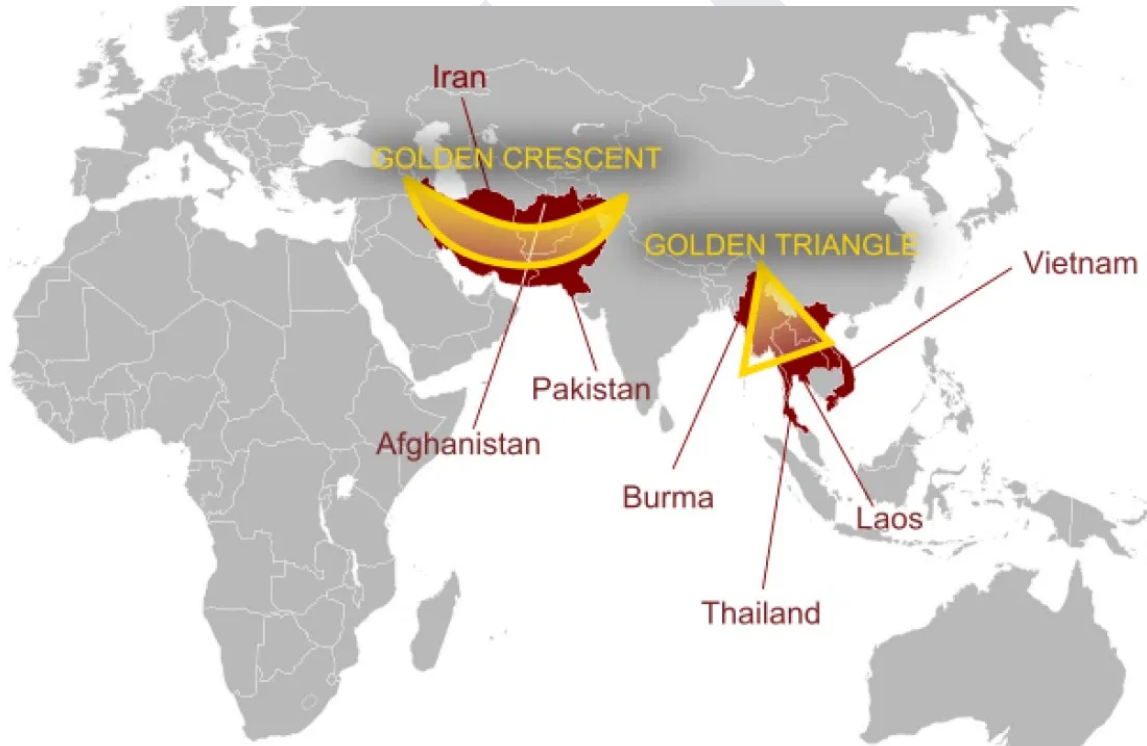 Iran
GOLDEN CRESCENT
GOLDEN TRIANGLE
Vietnam
Pakistan
Afghanistan
Burma
Laos
Thailand